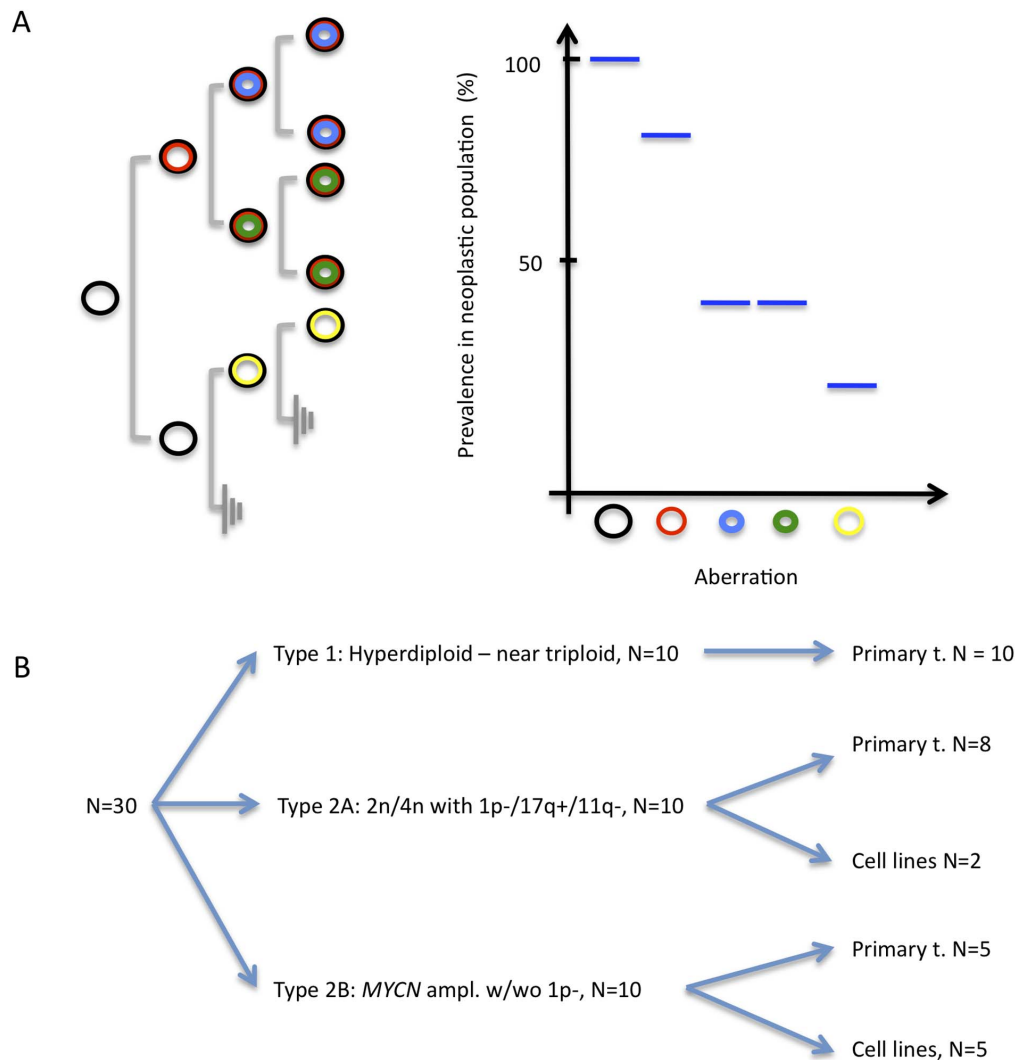 A
Prevalence in neoplastic population (%)
100
50
Aberration
B
N=30
Type 1: Hyperdiploid – near triploid, N=10
Primary t. N = 10
Type 2A: 2n/4n with 1p-/17q+/11q-, N=10
Primary t. N=8
Cell lines N=2
Type 2B: MYCN ampl. w/wo 1p-, N=10
Primary t. N=5
Cell lines, N=5